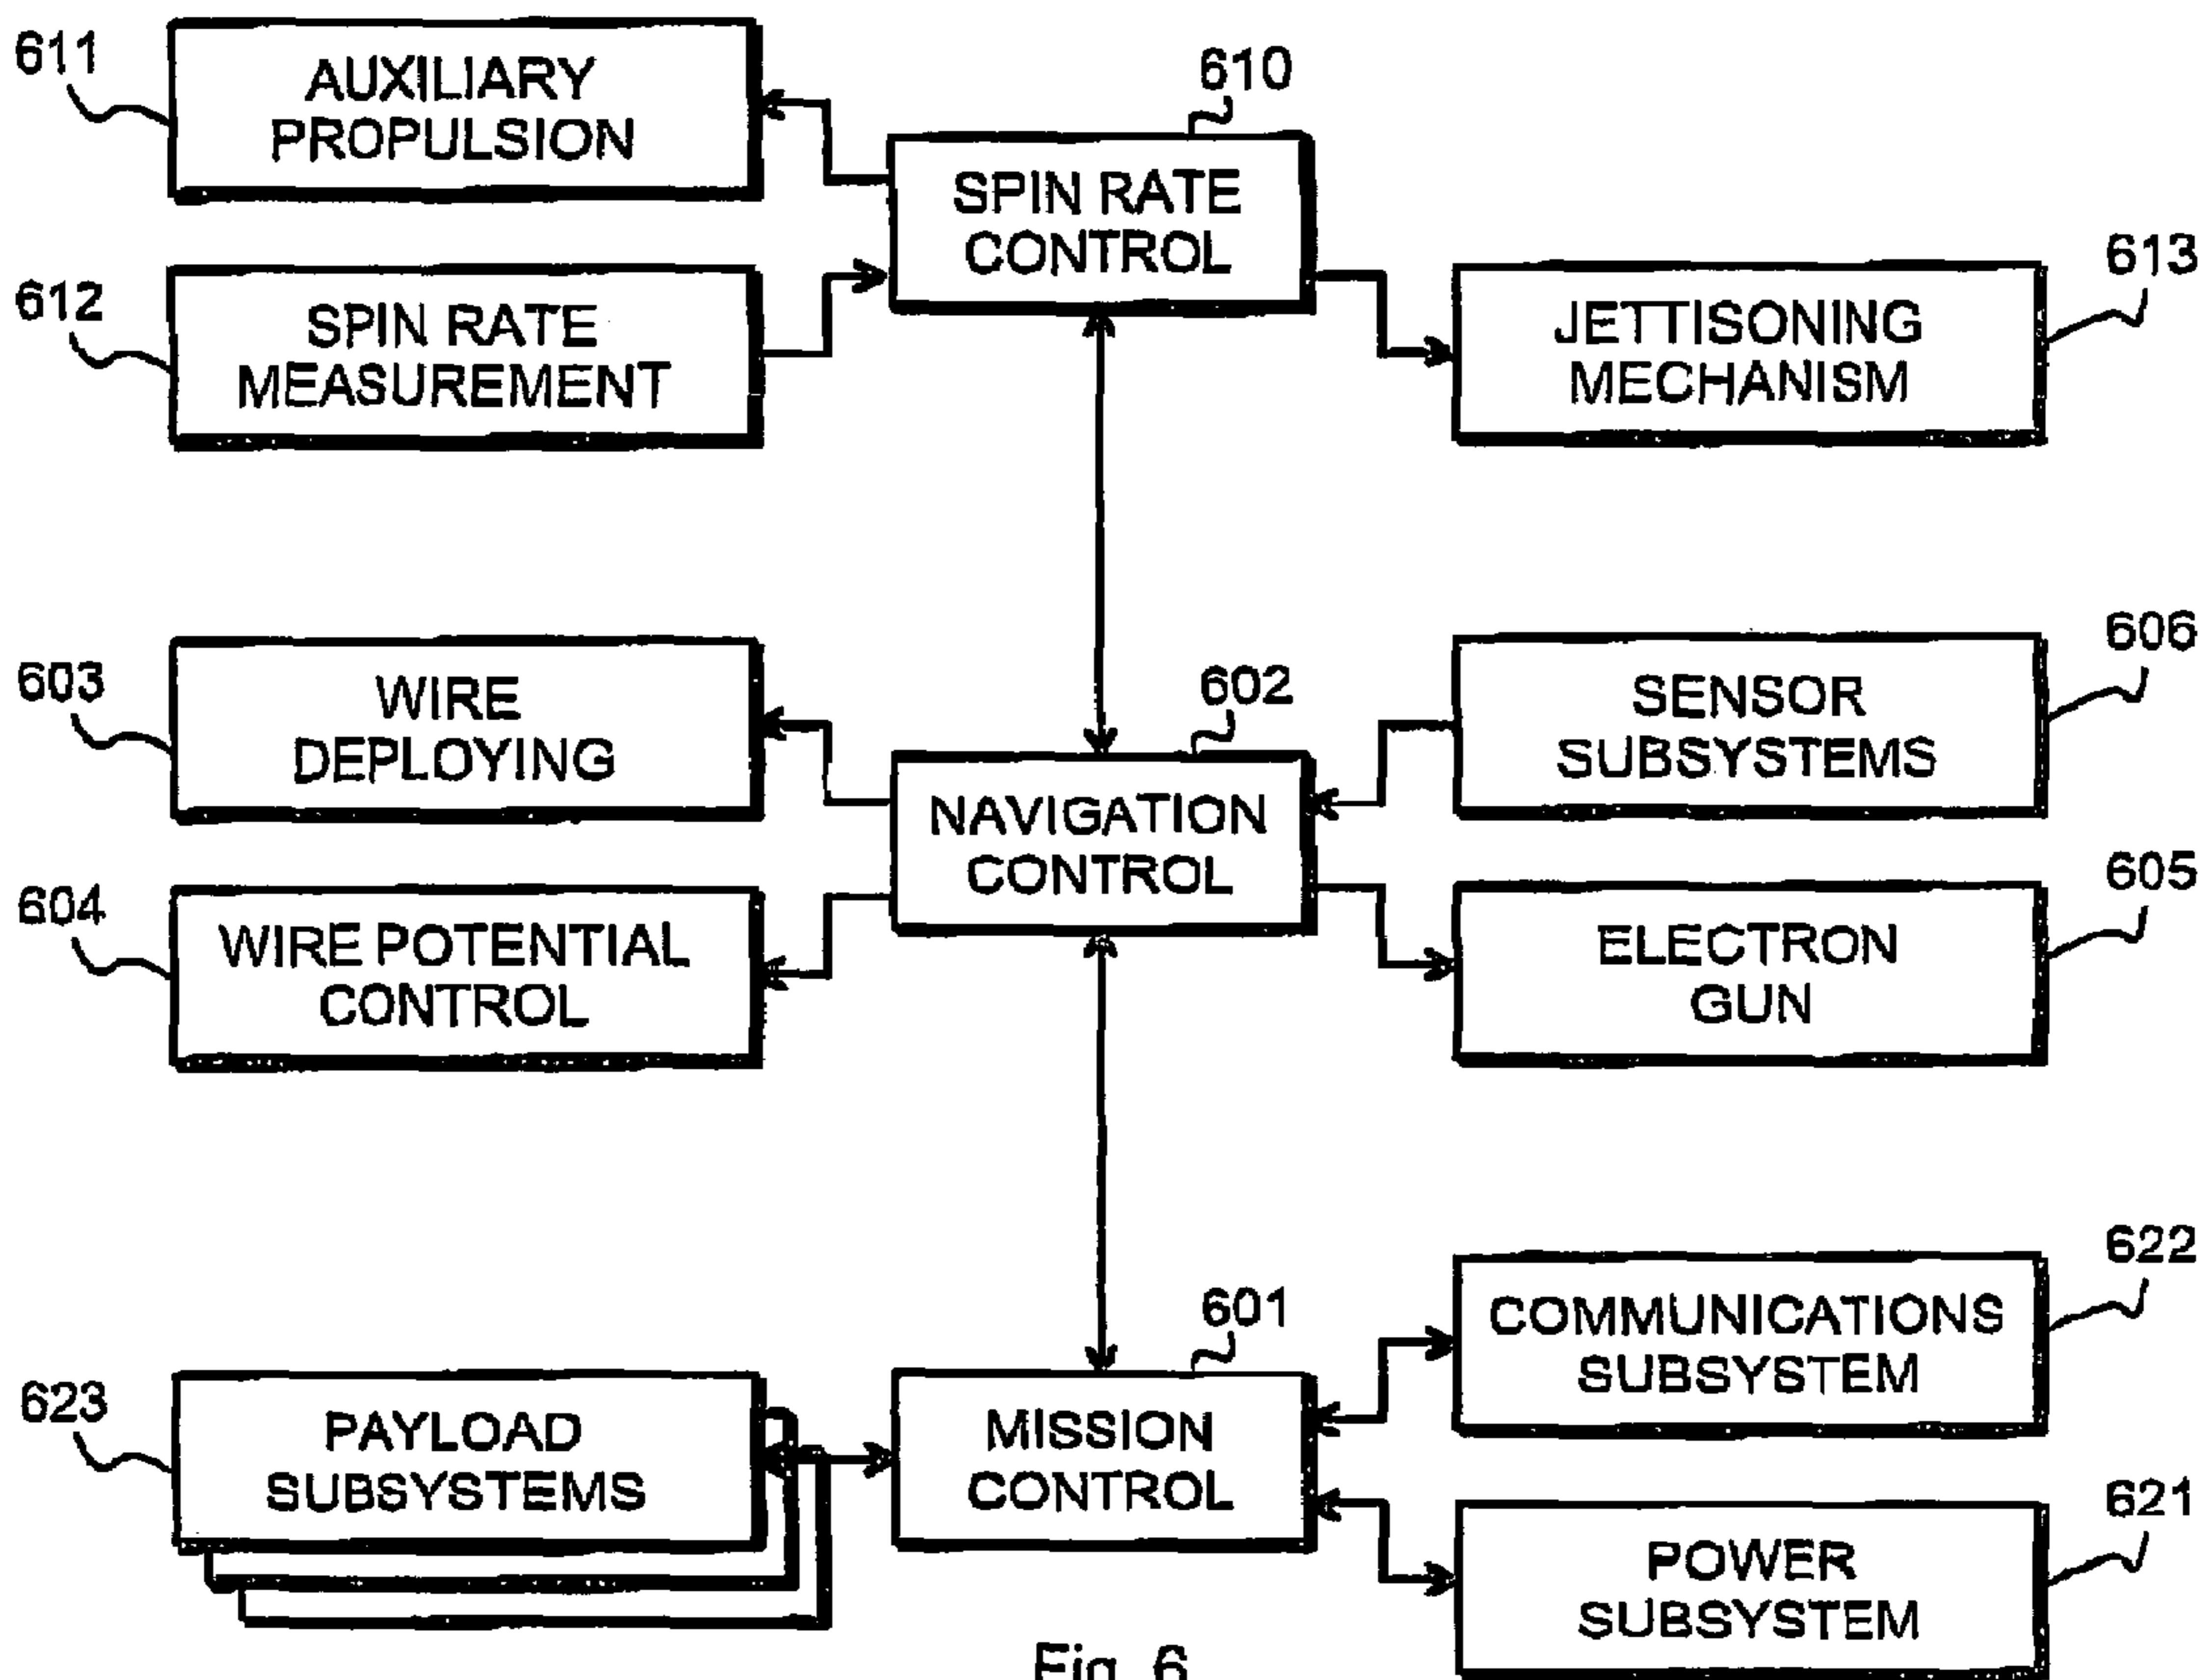 611
AUXILIARY
PROPULSION
610
SPIN RATE
CONTROL
612
SPIN RATE
MEASUREMENT
613
JETTISONING
MECHANISM
603
WIRE
DEPLOYING
602
NAVIGATION
CONTROL
606
SENSOR
SUBSYSTEMS
604
WIRE POTENTIAL
CONTROL
605
ELECTRON
GUN
623
PAYLOAD
SUBSYSTEMS
601
MISSION
CONTROL
622
COMMUNICATIONS
SUBSYSTEM
621
POWER
SUBSYSTEM
Fig. 6